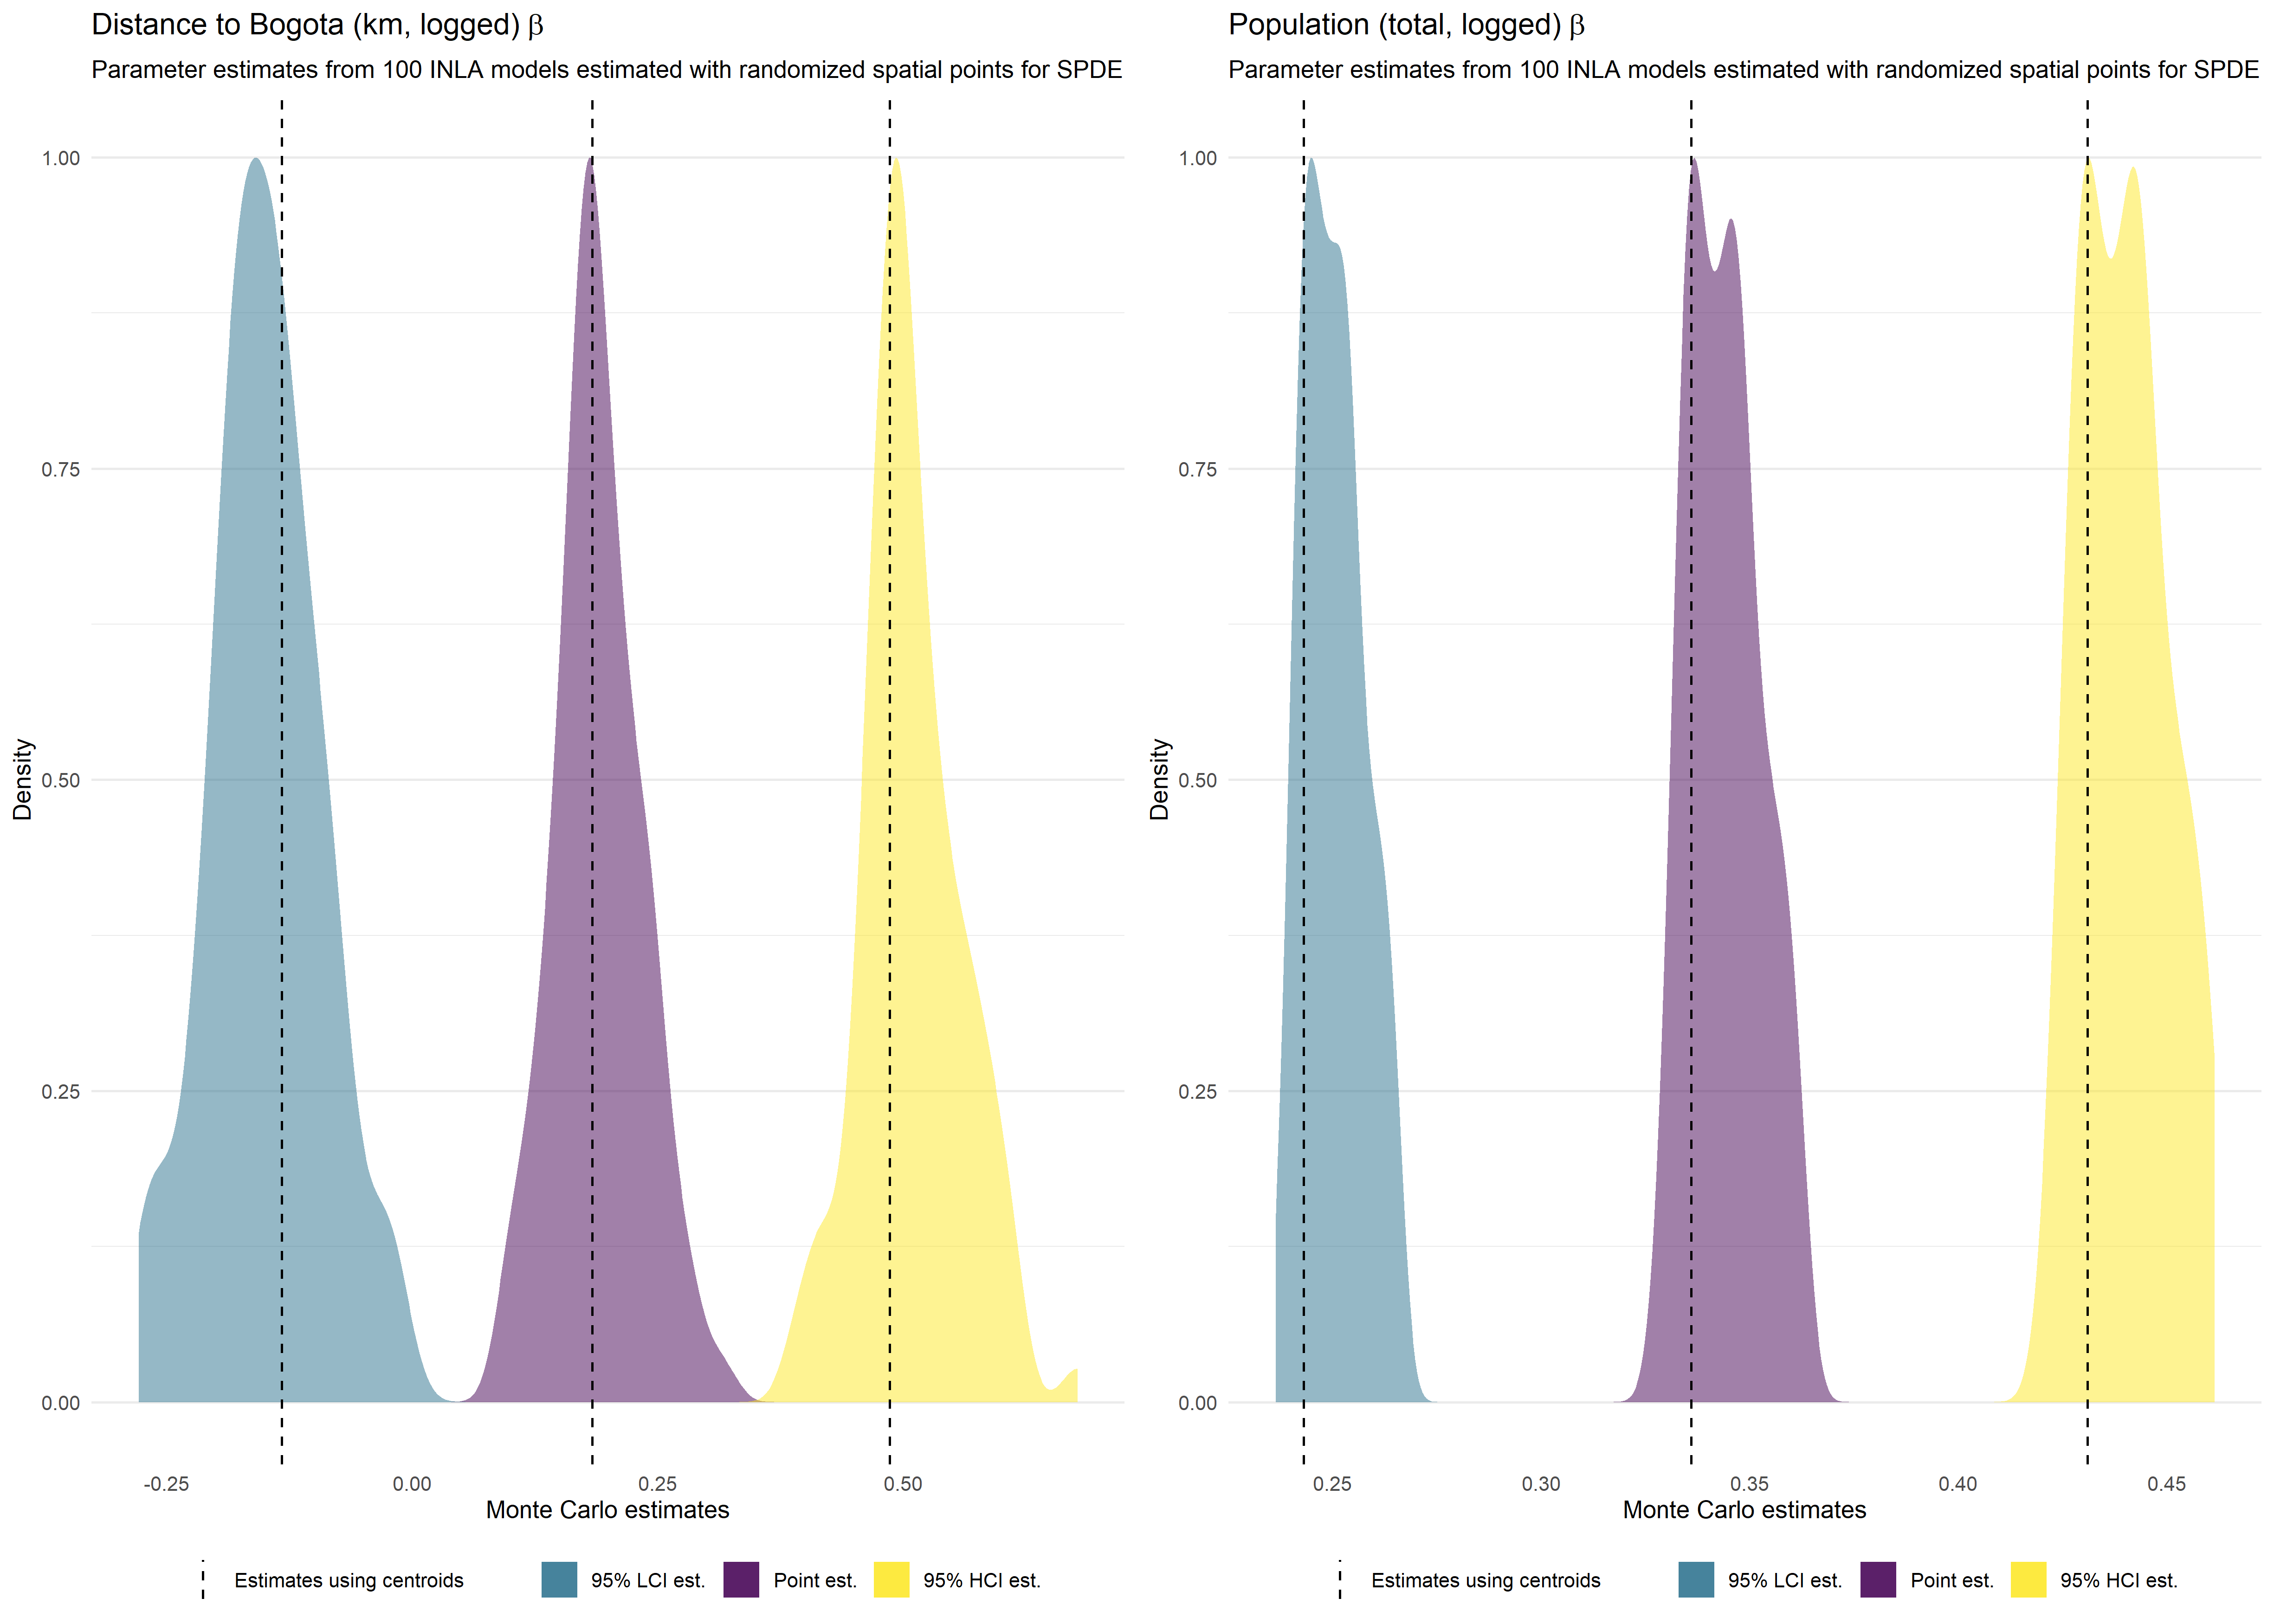 Distance to Bogota (km, logged) β
Parameter estimates from 100 INLA models estimated with randomized spatial points for SPDE
1.00
0.75
0.50
0.25
0.00
Density
-0.25 0.00 0.25 0.50
Monte Carlo estimates
Estimates using centroids 95% LCI est. Point est. 95% HCI est.
Population (total, logged) β
Parameter estimates from 100 INLA models estimated with randomized spatial points for SPDE
1.00
0.75
0.50
0.25
0.00
Density
0.25 0.30 0.35 0.40 0.45
Monte Carlo estimates
Estimates using centroids 95% LCI est. Point est. 95% HCI est.